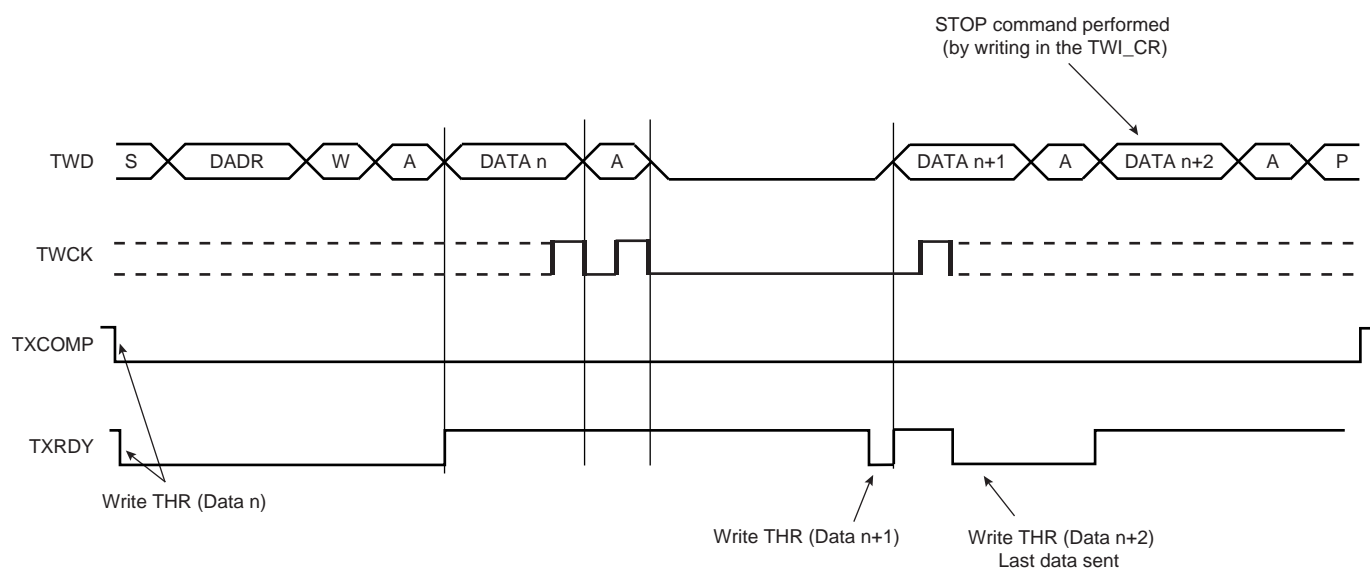 STOP command performed
(by writing in the TWI_CR)
TWD S DADR W A DATA n A DATA n+1 A DATA n+2 A P
TWCK
TXCOMP
TXRDY
Write THR (Data n)
Write THR (Data n+1)
Write THR (Data n+2)
Last data sent